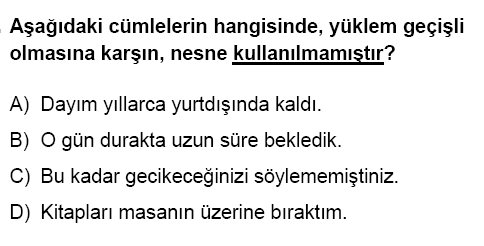 Aşağıdaki cümlelerin hangisinde, yüklem geçişli
olmasına karşın, nesne kullanılmamıştır?
A) Dayım yıllarca yurtdışında kaldı.
B) O gün durakta uzun süre bekledik.
C) Bu kadar gecikeceğinizi söylememiştiniz.
D) Kitapları masanın üzerine bıraktım.